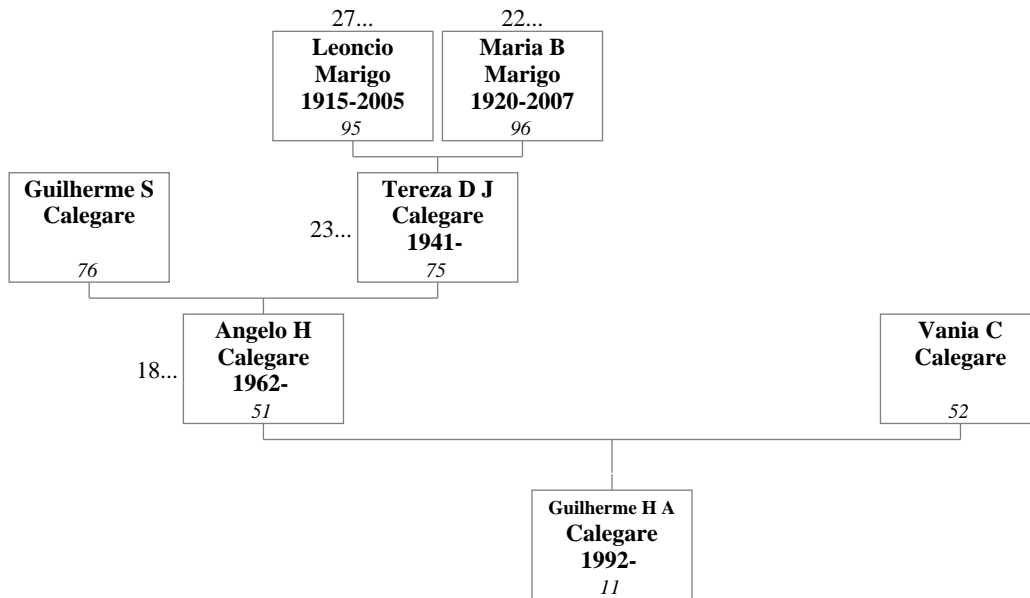 27...
22...
Leoncio
Marigo
1915-2005
95
Maria B
Marigo
1920-2007
96
Guilherme S
Calegare
76
23...
Tereza D J
Calegare
1941-
75
18...
Angelo H
Calegare
1962-
51
Vania C
Calegare
52
Guilherme H A
Calegare
1992-
11